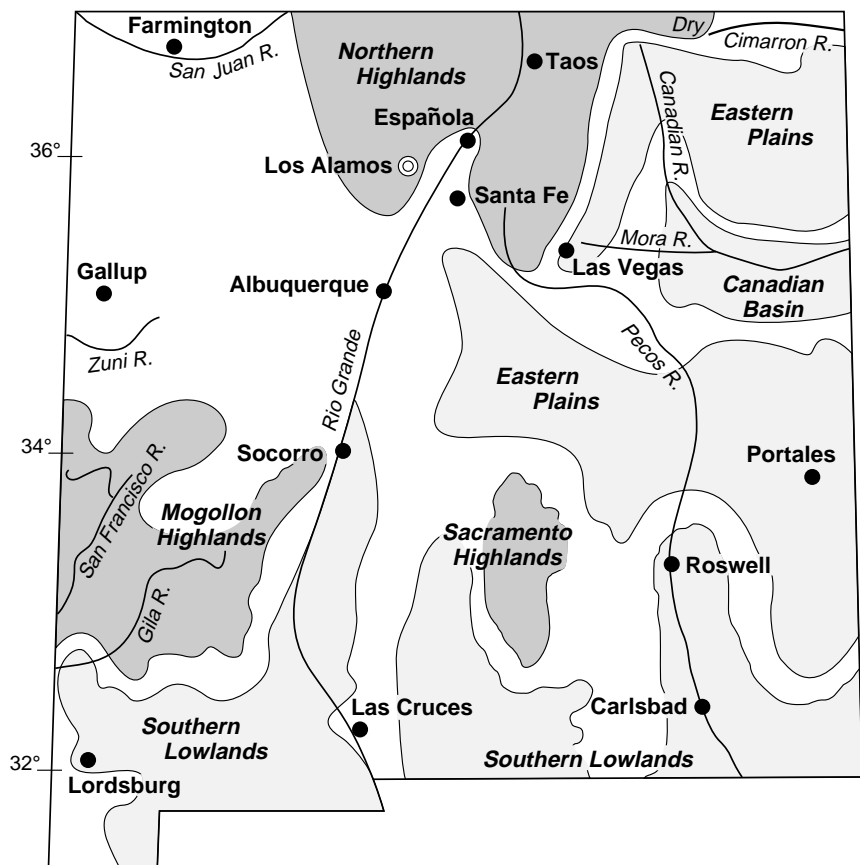 Farmington
San Juan R.
Northern
Highlands
Taos
Dry
Cimarron R.
Canadian R.
Eastern
Plains
Española
36°
Los Alamos
Santa Fe
Mora R.
Las Vegas
Gallup
Albuquerque
Canadian
Basin
Zuni R.
Rio Grande
Pecos R.
Eastern
Plains
34°
Socorro
Portales
San Francisco R.
Mogollon
Highlands
Sacramento
Highlands
Roswell
Gila R.
Las Cruces
Carlsbad
Southern
Lowlands
Southern Lowlands
32°
Lordsburg